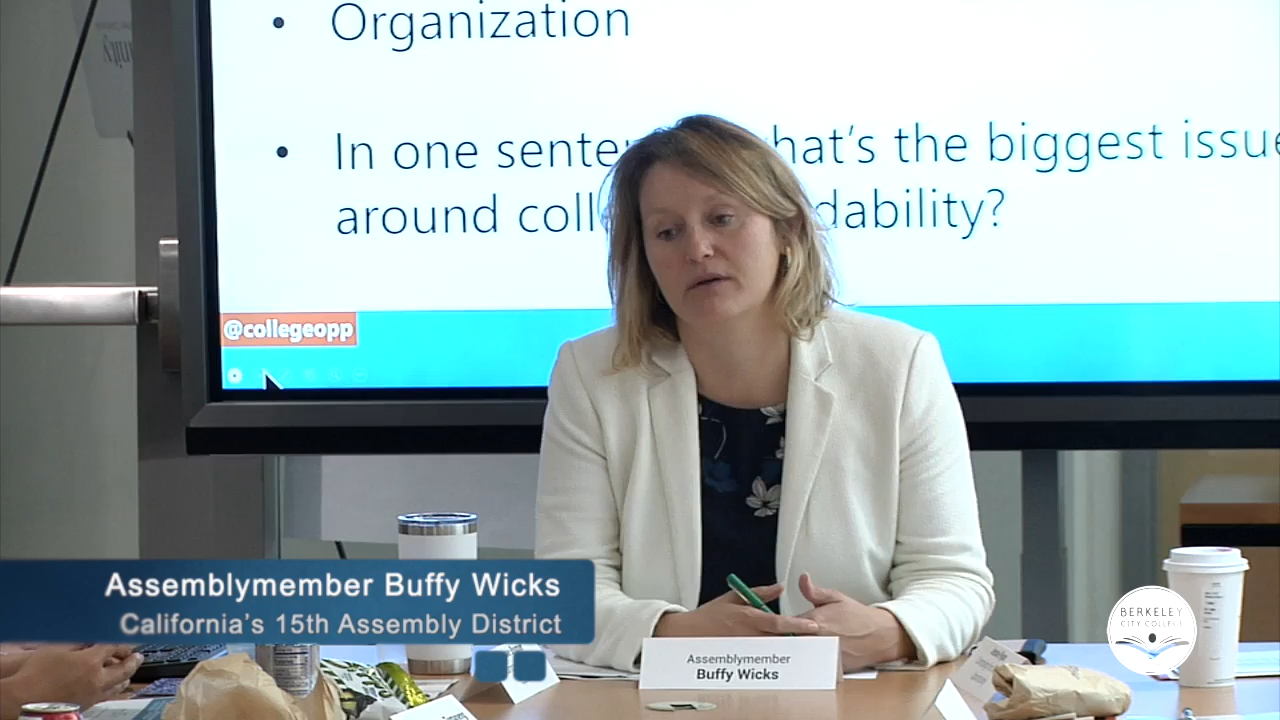 • Organization
• In one sente hat's the biggest issue
around coll dability?
@collegeopp
Assemblymember Buffy Wicks
California's 15th Assembly District
Assemblymember
Buffy Wicks
BERKELEY
CITY COLLEGE